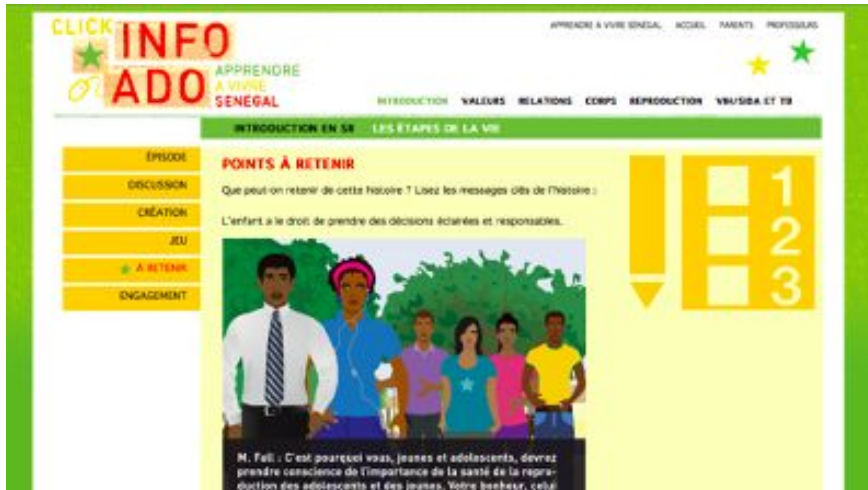 CLICK INFO
ADO
APPRENDRE
A VIVRE
SENEGAL
APPRENDRE A VIVRE SENEGAL ACCUEIL PARENTS PROFESSEURS
INTRODUCTION VALEURS RELATIONS CORPS REPRODUCTION VIH/SIDA ET TB
INTRODUCTION EN SR LES ÉTAPES DE LA VIE
ÉPISODE
DISCUSSION
CRÉATION
JEU
À RETENIR
ENGAGEMENT
POINTS À RETENIR
Que peut-on retenir de cette histoire ? Lisez les messages clés de l'histoire :
L'enfant a le droit de prendre des décisions éclairées et responsables.
1
2
3
M. Fall : C'est pourquoi vous, jeunes et adolescents, devrez
prendre conscience de l'importance de la santé de la repro-
duction des adolescents et des jeunes. Votre bonheur, celui